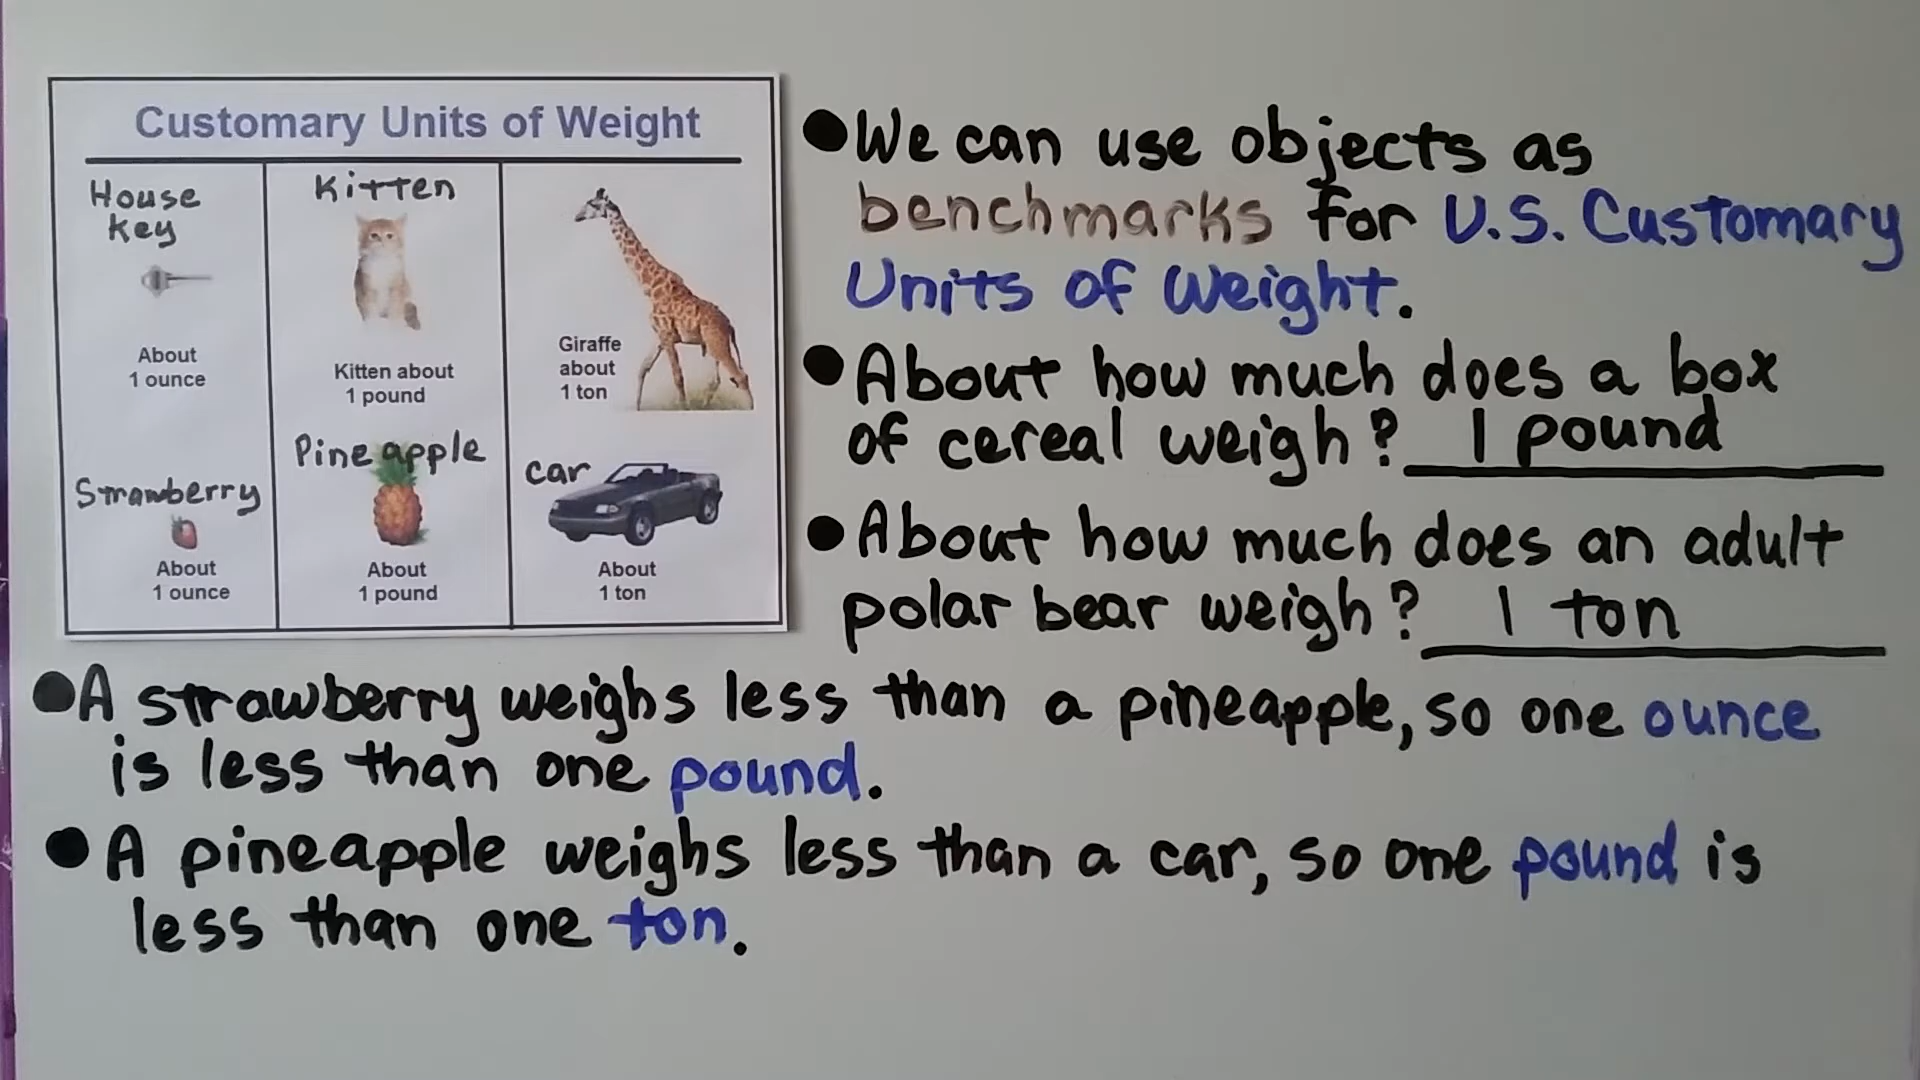 Customary Units of Weight
House
key
About
1 ounce
Strawberry
About
1 ounce
Kitten
Kitten about
1 pound
Pineapple
About
1 pound
Giraffe
about
1 ton
car
About
1 ton
•We can use objects as
benchmarks for U.S. Customary
Units of Weight.
•About how much does a box
of cereal weigh? 1 pound
•About how much does an adult
polar bear weigh? 1 ton
•A strawberry weighs less than a pineapple, so one ounce
is less than one pound.
•A pineapple weighs less than a car, so one pound is
less than one ton.